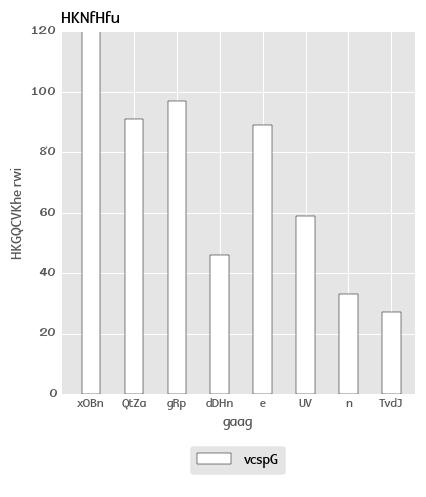 HKNfHfu
120
100
80
60
40
20
0
HKGQCVKhe rwi
xOBn QtZa gRp dDHn e UV n TvdJ
gaag
vcspG